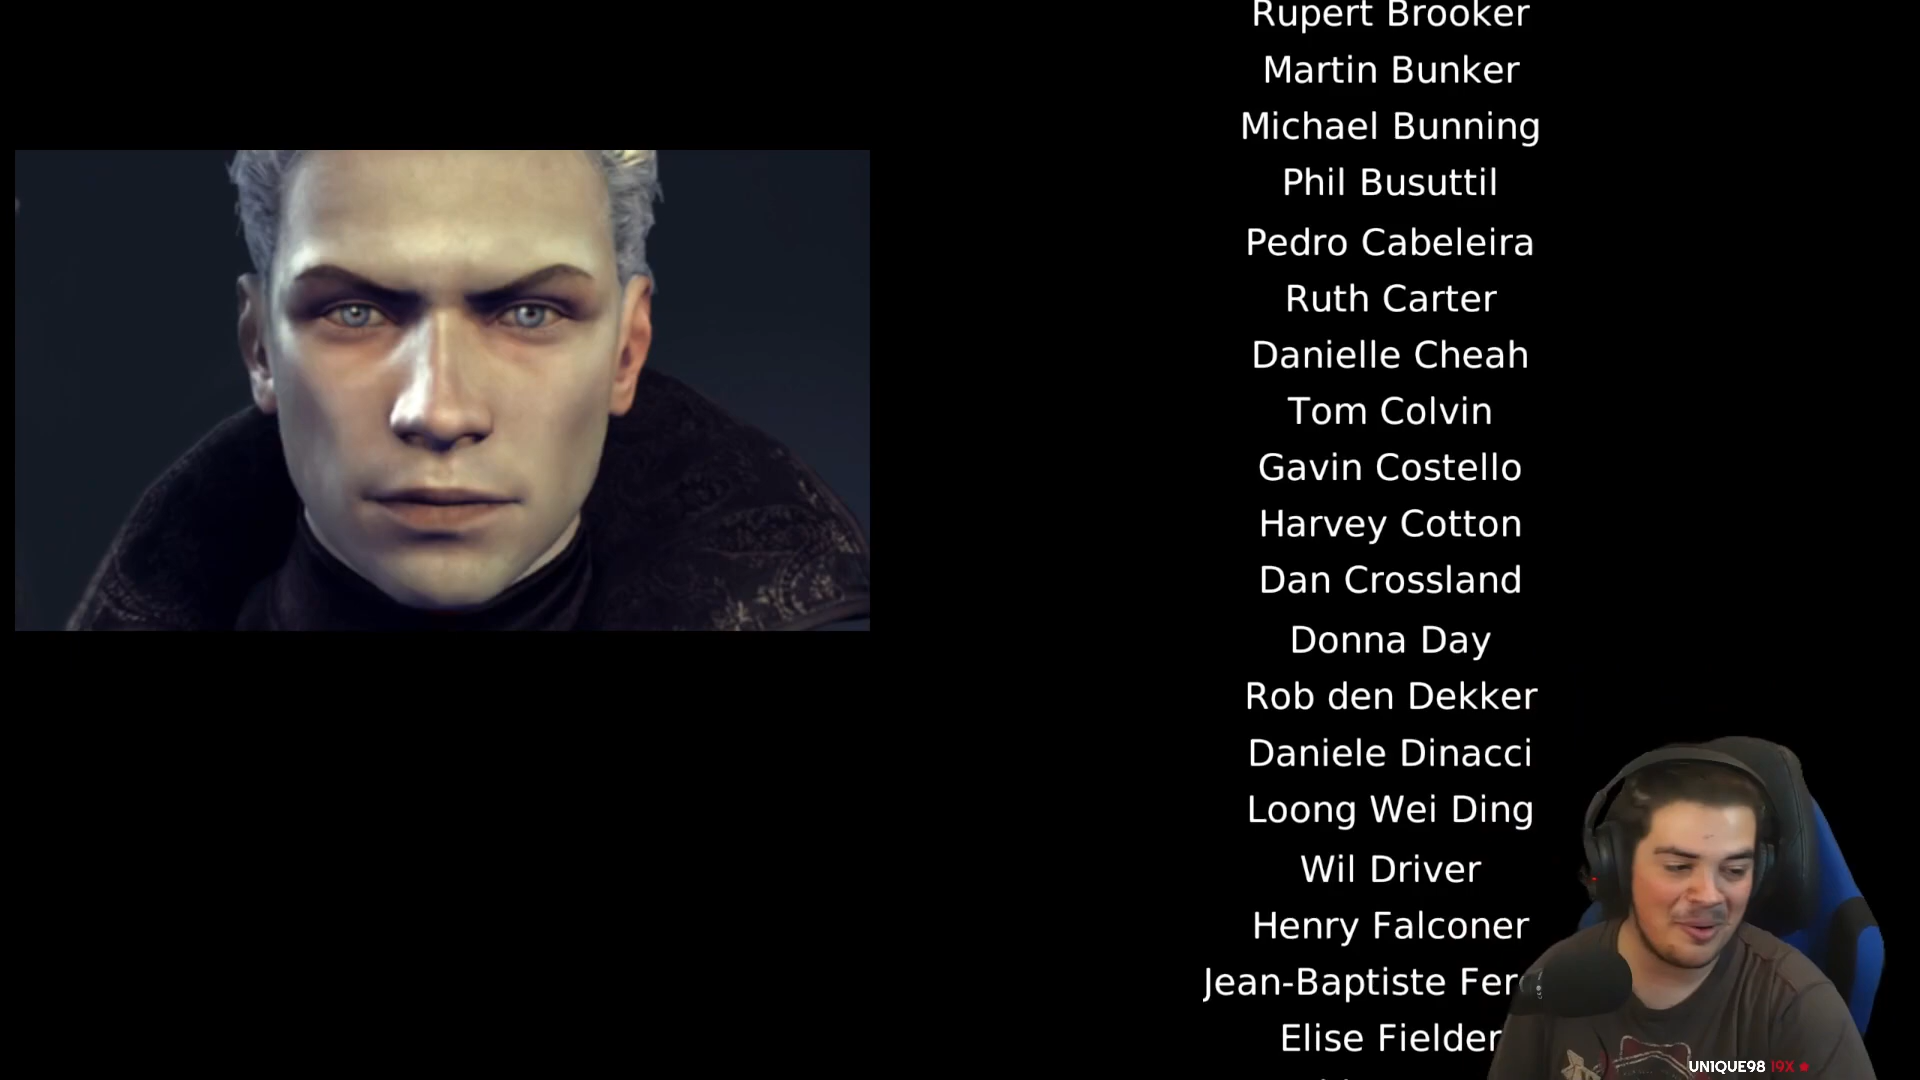 Rupert Brooker
Martin Bunker
Michael Bunning
Phil Busuttil
Pedro Cabeleira
Ruth Carter
Danielle Cheah
Tom Colvin
Gavin Costello
Harvey Cotton
Dan Crossland
Donna Day
Rob den Dekker
Daniele Dinacci
Loong Wei Ding
Wil Driver
Henry Falconer
Jean-Baptiste
Elise Fielder
UN1QUE98 19X